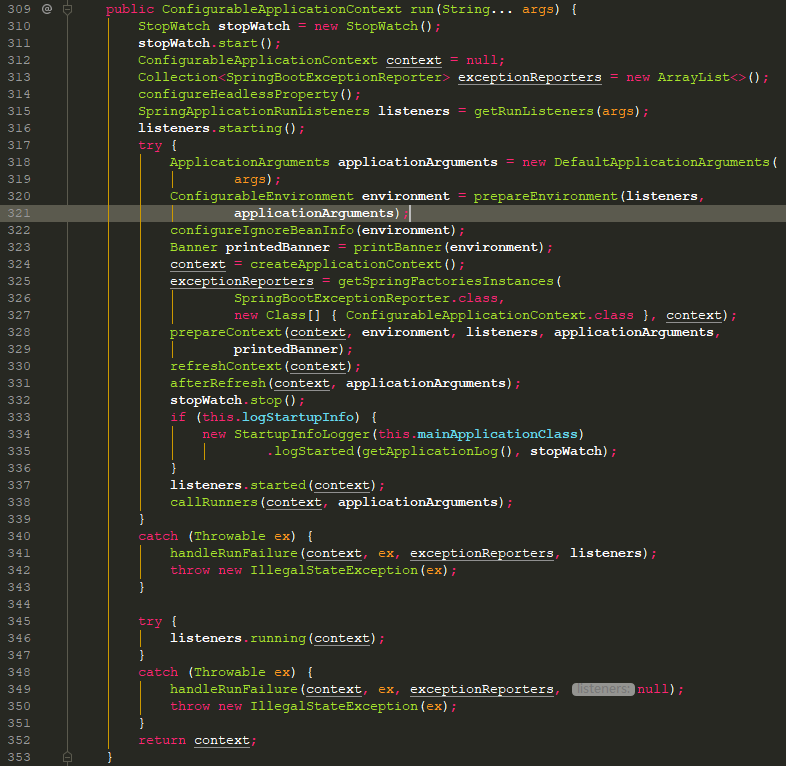 309 @ public ConfigurableApplicationContext run(String... args) {
310 StopWatch stopWatch = new StopWatch();
311 stopWatch.start();
312 ConfigurableApplicationContext context = null;
313 Collection<SpringBootExceptionReporter> exceptionReporters = new ArrayList<>();
314 configureHeadlessProperty();
315 SpringApplicationRunListeners listeners = getRunListeners(args);
316 listeners.starting();
317 try {
318 ApplicationArguments applicationArguments = new DefaultApplicationArguments(
319 args);
320 ConfigurableEnvironment environment = prepareEnvironment(listeners,
321 applicationArguments);
322 configureIgnoreBeanInfo(environment);
323 Banner printedBanner = printBanner(environment);
324 context = createApplicationContext();
325 exceptionReporters = getSpringFactoriesInstances(
326 SpringBootExceptionReporter.class,
327 new Class[] { ConfigurableApplicationContext.class }, context);
328 prepareContext(context, environment, listeners, applicationArguments,
329 printedBanner);
330 refreshContext(context);
331 afterRefresh(context, applicationArguments);
332 stopWatch.stop();
333 if (this.logStartupInfo) {
334 new StartupInfoLogger(this.mainApplicationClass)
335 .logStarted(getApplicationLog(), stopWatch);
336 }
337 listeners.started(context);
338 callRunners(context, applicationArguments);
339 }
340 catch (Throwable ex) {
341 handleRunFailure(context, ex, exceptionReporters, listeners);
342 throw new IllegalStateException(ex);
343 }
344
345 try {
346 listeners.running(context);
347 }
348 catch (Throwable ex) {
349 handleRunFailure(context, ex, exceptionReporters, listeners: null);
350 throw new IllegalStateException(ex);
351 }
352 return context;
353 }